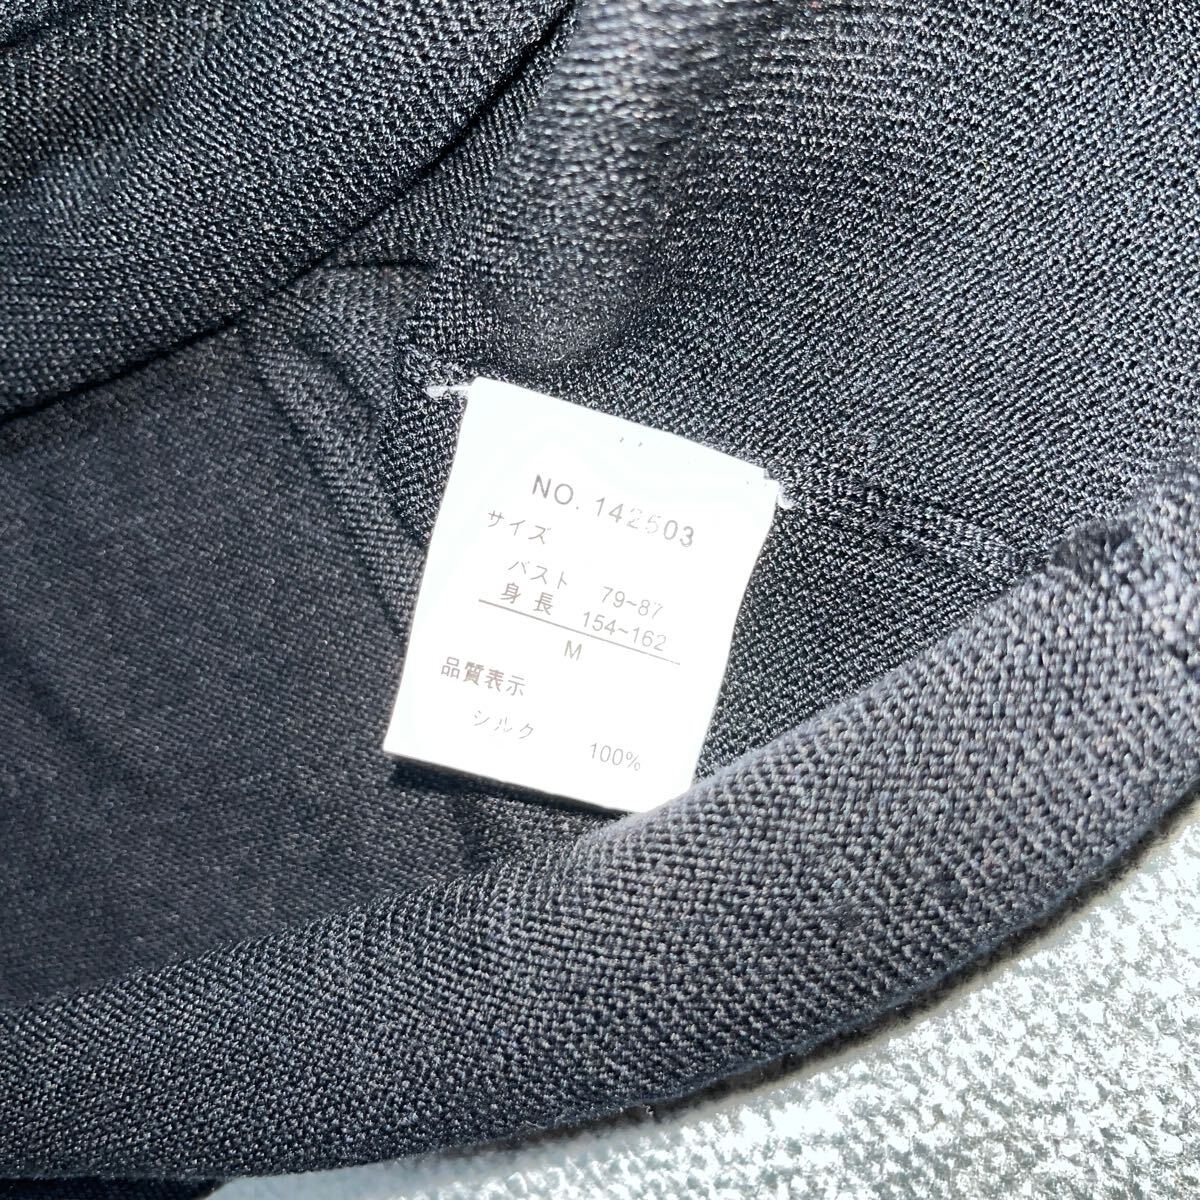 NO. 142503
サイズ
バスト 79-87
身長 154-162
M
品質表示
シルク 100%